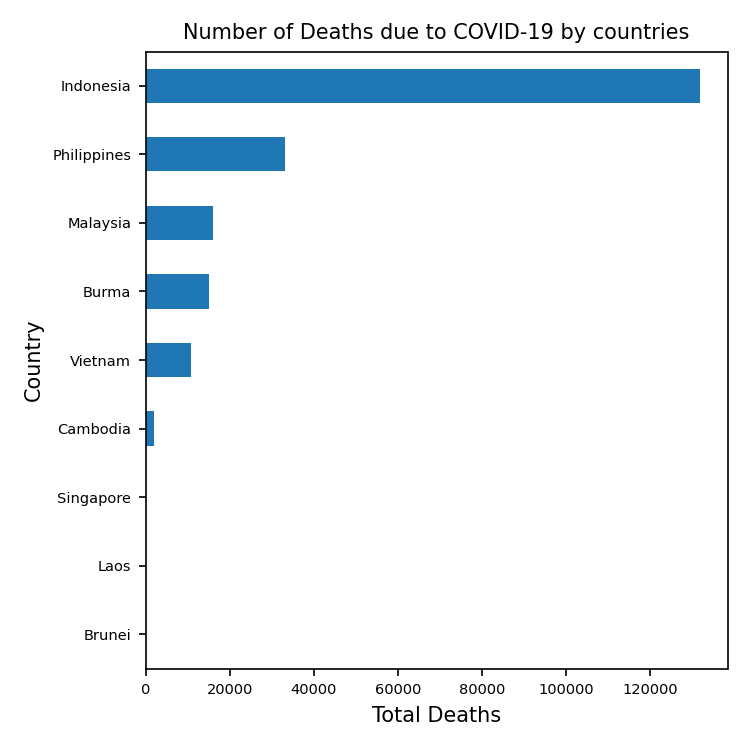 Number of Deaths due to COVID-19 by countries
Indonesia
Philippines
Malaysia
Burma
Vietnam
Cambodia
Singapore
Laos
Brunei
Country
0 20000 40000 60000 80000 100000 120000
Total Deaths